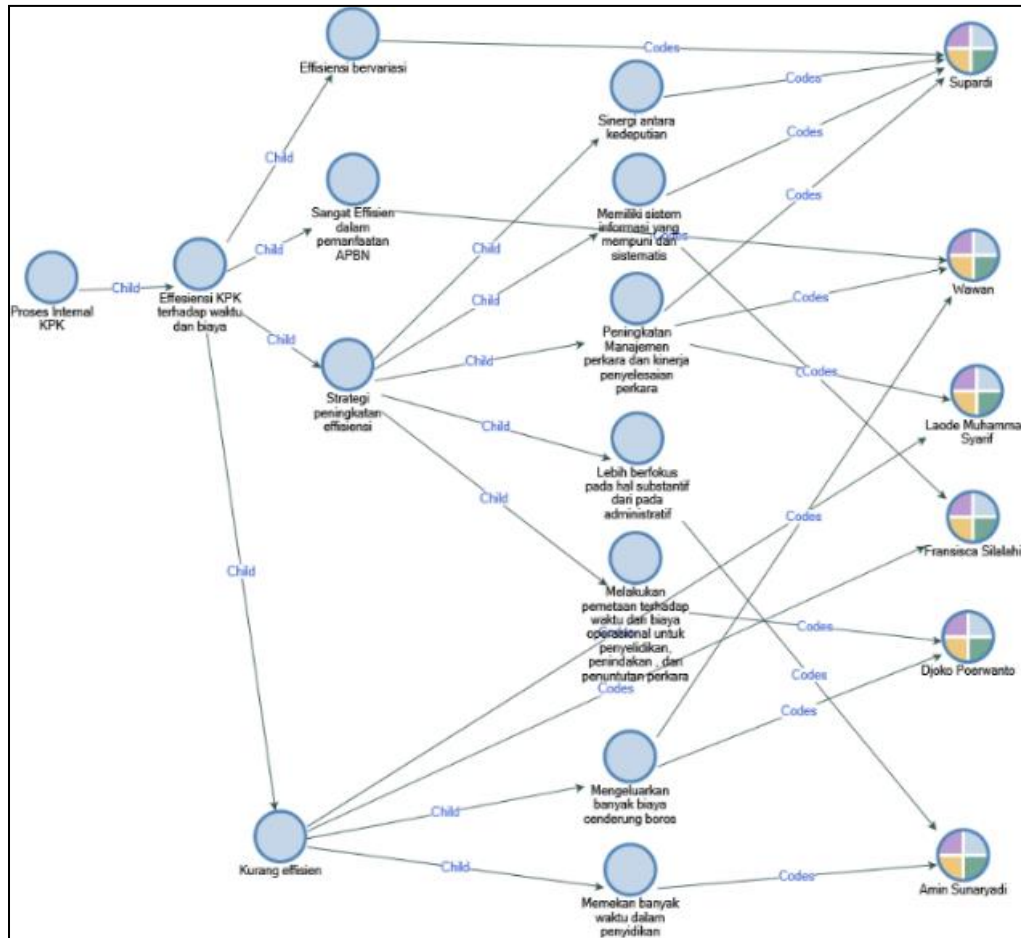 Effisiensi bervariasi
Codes
Supardi
Codes
Sinergi antara
kedeputian
Codes
Child
Child
Sangat Effisien
dalam
pemanfaatan
APBN
Memiliki sistem
informasi yang
mempuni dan
sistematis
Codes
Codes
Wawan
Child
Child
Proses Internal
KPK
Child
Effesiensi KPK
terhadap waktu
dan biaya
Child
Peningkatan
Manajemen
perkara dan kinerja
penyelesaian
perkara
Codes
Child
Child
Strategi
peningkatan
effisiensi
Codes
Laode Muhamma
Syarif
Child
Lebih berfokus
pada hal substantif
dari pada
administratif
Child
Codes
Fransisca Silalahi
Child
Melakukan
pemetaan terhadap
waktu dari biaya
operasional untuk
penyelidikan,
penindakan , dan
penuntutan perkara
Codes
Djoko Poerwanto
Codes
Codes
Codes
Mengeluarkan
banyak biaya
cenderung boros
Child
Kurang effisien
Child
Memekan banyak
waktu dalam
penyidikan
Codes
Amin Sunaryadi